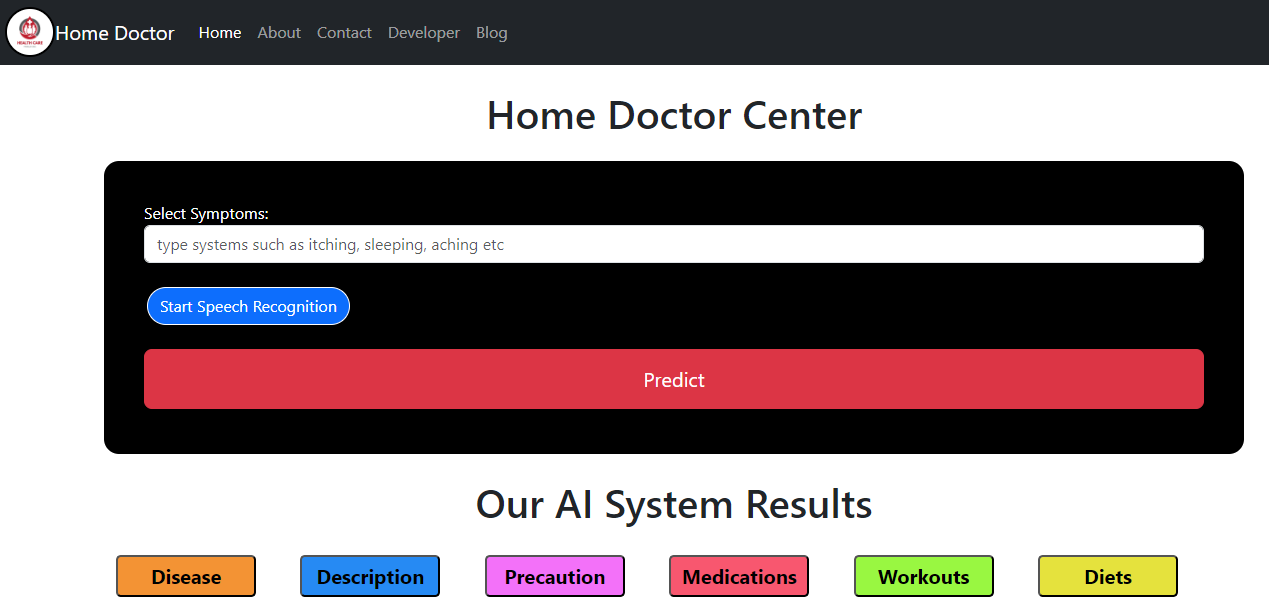 HEALTH CARE
Home Doctor Home About Contact Developer Blog
Home Doctor Center
Select Symptoms:
type systems such as itching, sleeping, aching etc
Start Speech Recognition
Predict
Our AI System Results
Disease Description Precaution Medications Workouts Diets